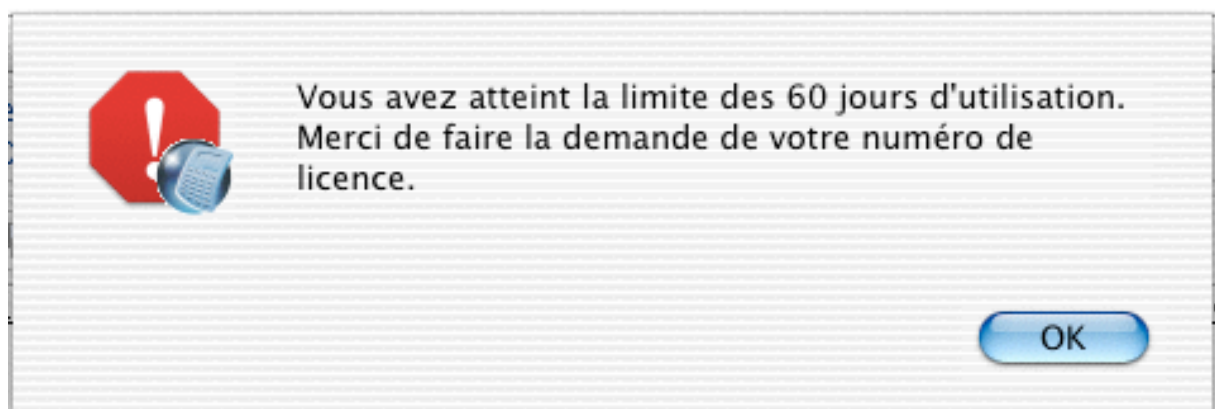 Vous avez atteint la limite des 60 jours d'utilisation.
Merci de faire la demande de votre numéro de
licence.
OK